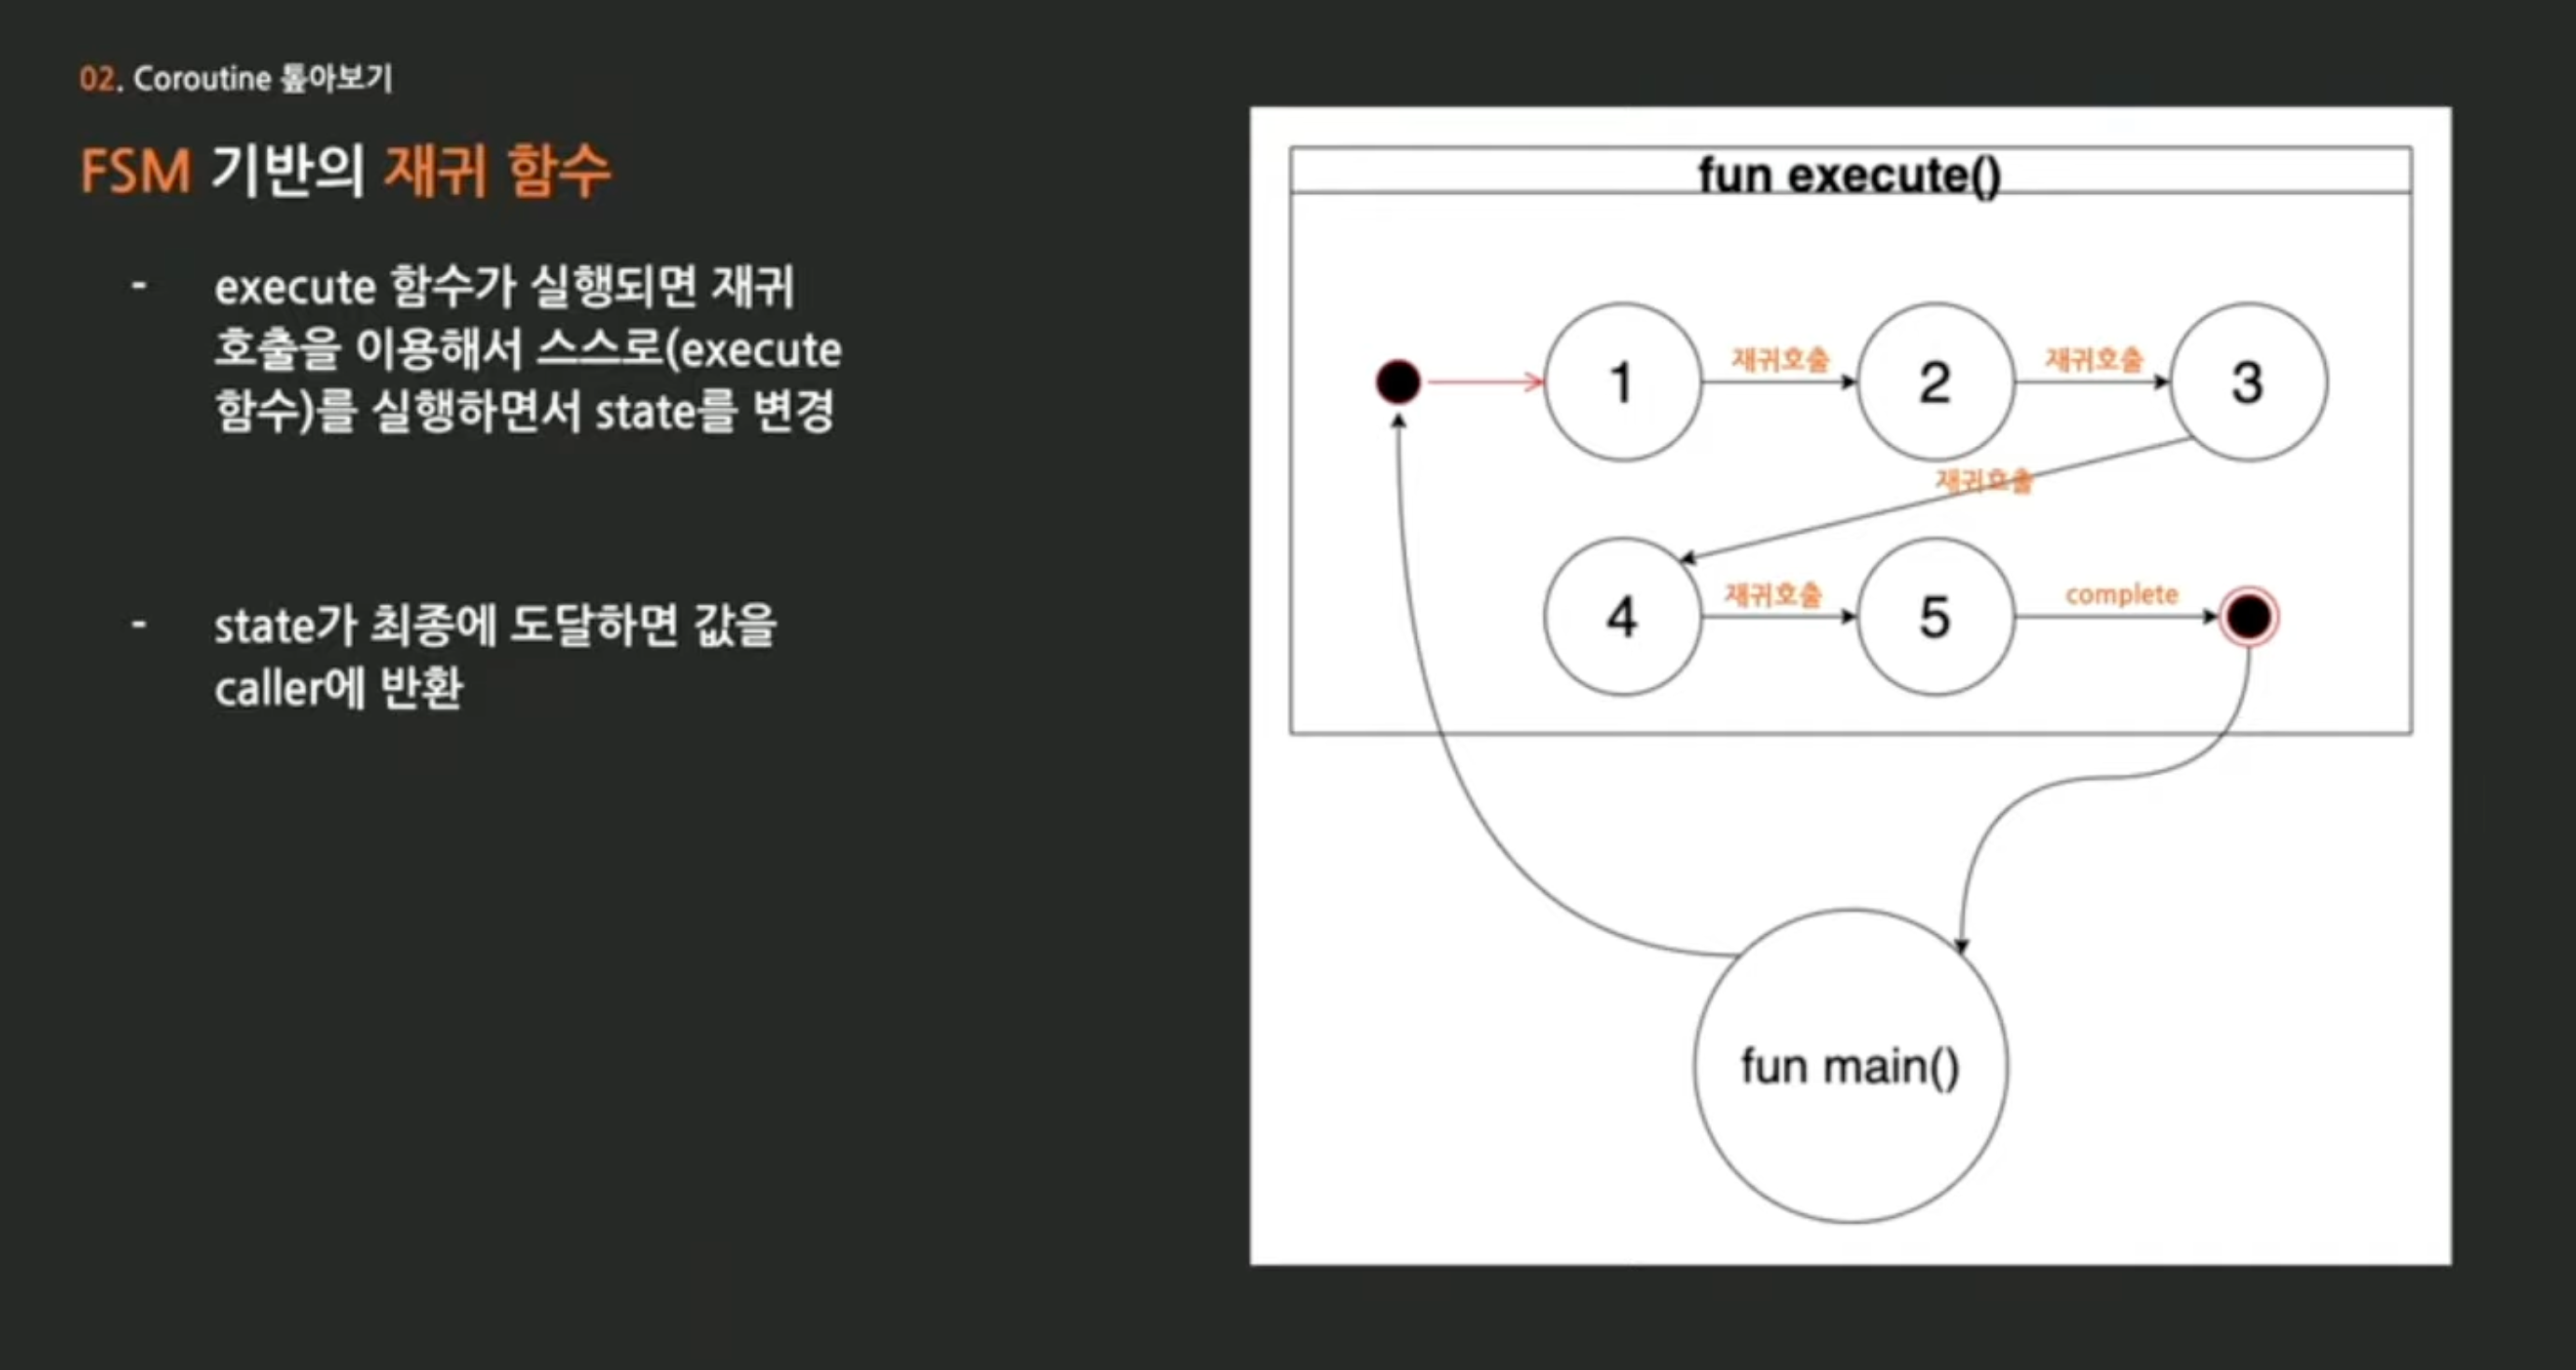 02. Coroutine 톺아보기
FSM 기반의 재귀 함수
- execute 함수가 실행되면 재귀
호출을 이용해서 스스로(execute
함수)를 실행하면서 state를 변경
- state가 최종에 도달하면 값을
caller에 반환
fun execute()
1
재귀호출
2
재귀호출
3
재귀호출
4
재귀호출
5
complete
fun main()